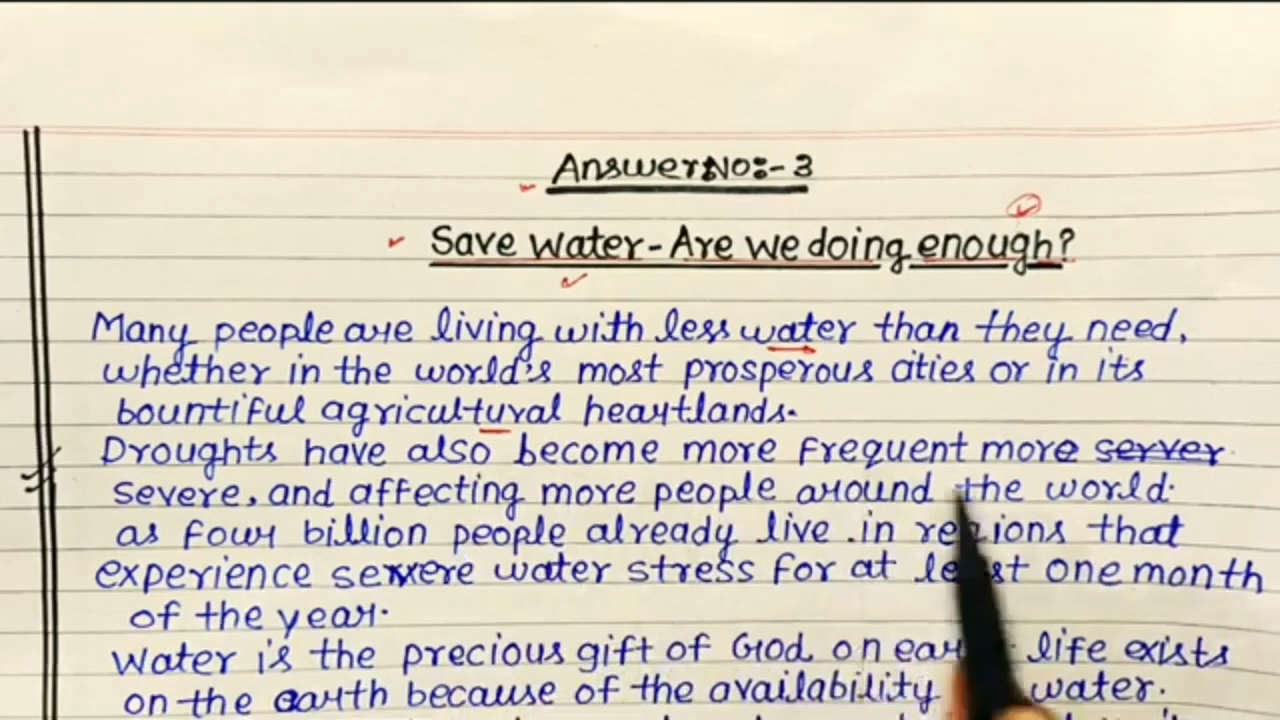 Answer No:- 3
Save water - Are we doing enough?
Many people are living with less water than they need,
whether in the world's most prosperous cities or in its
bountiful agricultural heartlands.
Droughts have also become more frequent more server
severe, and affecting more people around the world.
as four billion people already live in regions that
experience severe water stress for at least one month
of the year.
Water is the precious gift of God on life exists
on the earth because of the availability water.